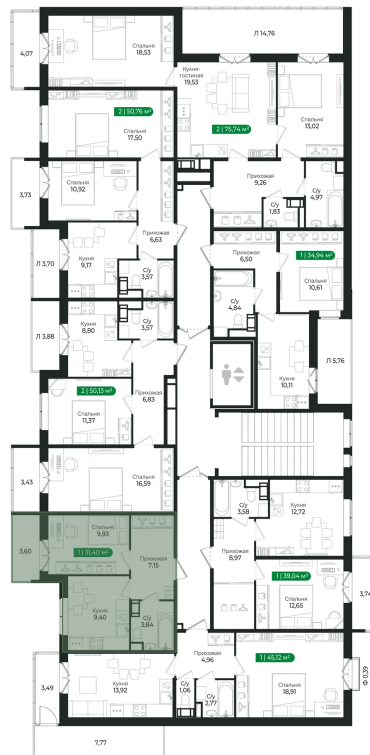 4,07
Спальня
18,53
Л 14,76
Кухня-
гостиная
19,53
2 | 50,76 м²
Спальня
17,50
2 | 75,74 м²
Спальня
13,02
Спальня
10,92
3,73
Прихожая
9,26
С/у
4,97
С/у
1,83
Прихожая
6,63
Кухня
9,17
Л 3,70
С/у
3,57
Прихожая
6,50
1 | 34,94 м²
Спальня
10,61
С/у
4,84
Л 3,88
Кухня
8,80
С/у
3,57
Кухня
10,11
Л 5,76
2 | 50,13 м²
Спальня
11,37
Прихожая
6,83
3,43
Спальня
16,59
С/у
3,58
Кухня
12,72
3,60
Спальня
9,93
1 | 31,40 м²
Прихожая
7,15
Прихожая
8,97
1 | 39,04 м²
Спальня
12,65
3,74
Кухня
9,40
С/у
3,84
Прихожая
4,96
1 | 45,12 м²
Спальня
18,91
Ф 0,39
3,49
Кухня
13,92
С/у
1,06
С/у
2,77
7,77